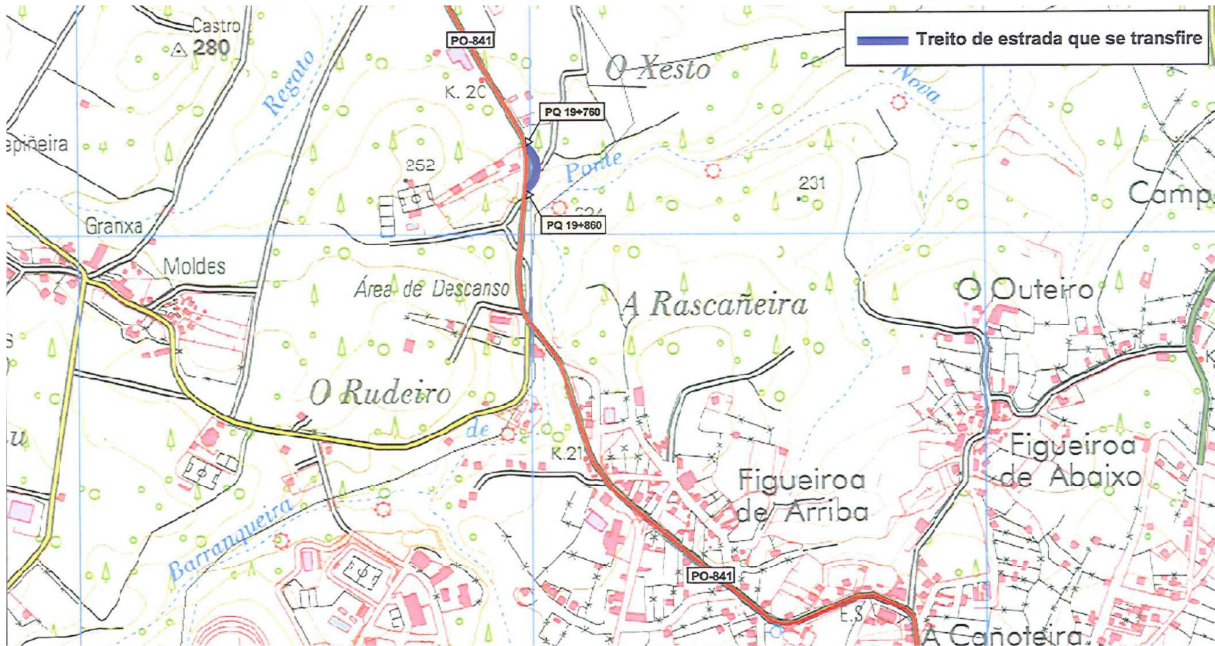 Castro
280
Regato
PO-841
K. 20
O Xesto
Treito de estrada que se transfire
Nova
PQ 19+760
epiñeira
252
Ponte
231
Camp
PQ 19+860
Granxa
Moldes
Área de Descanso
A Rascañeira
O Outeiro
O Rudeiro
de
K.21
u
Figueiroa
de Abaixo
Figueiroa
de Arriba
Barranqueira
PO-841
E.S.
A Cañoteira